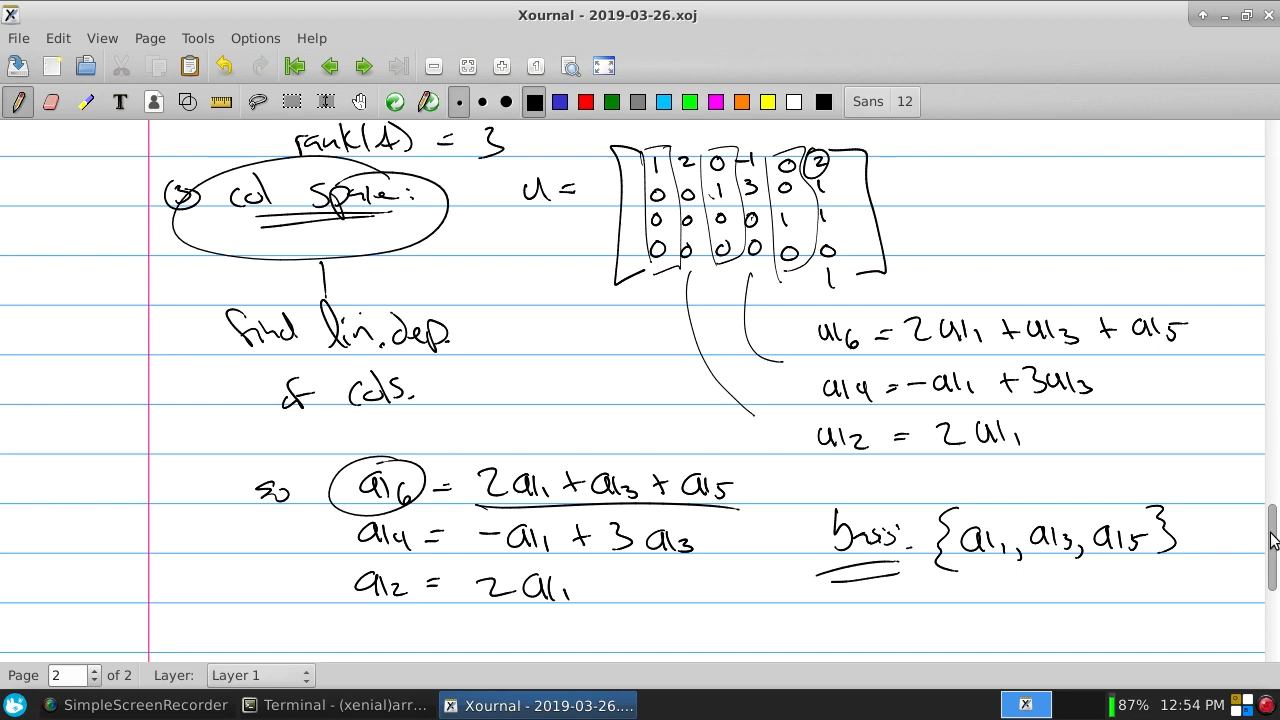 Xournal - 2019-03-26.xoj
File Edit View Page Tools Options Help
Sans 12
rank(A) = 3
③ col space:
U =
1 2 0 -1 0 2
0 0 1 3 0 1
0 0 0 0 1 1
0 0 0 0 0 0
find lin. dep.
of cols.
u6 = 2u1 + u3 + u5
u4 = -u1 + 3u3
u2 = 2u1
so a6 = 2a1 + a3 + a5
a4 = -a1 + 3a3
a2 = 2a1
basis: {a1, a3, a5}
Page 2 of 2 Layer: Layer 1
SimpleScreenRecorder Terminal - (xenial)arr... Xournal - 2019-03-26.... 87% 12:54 PM